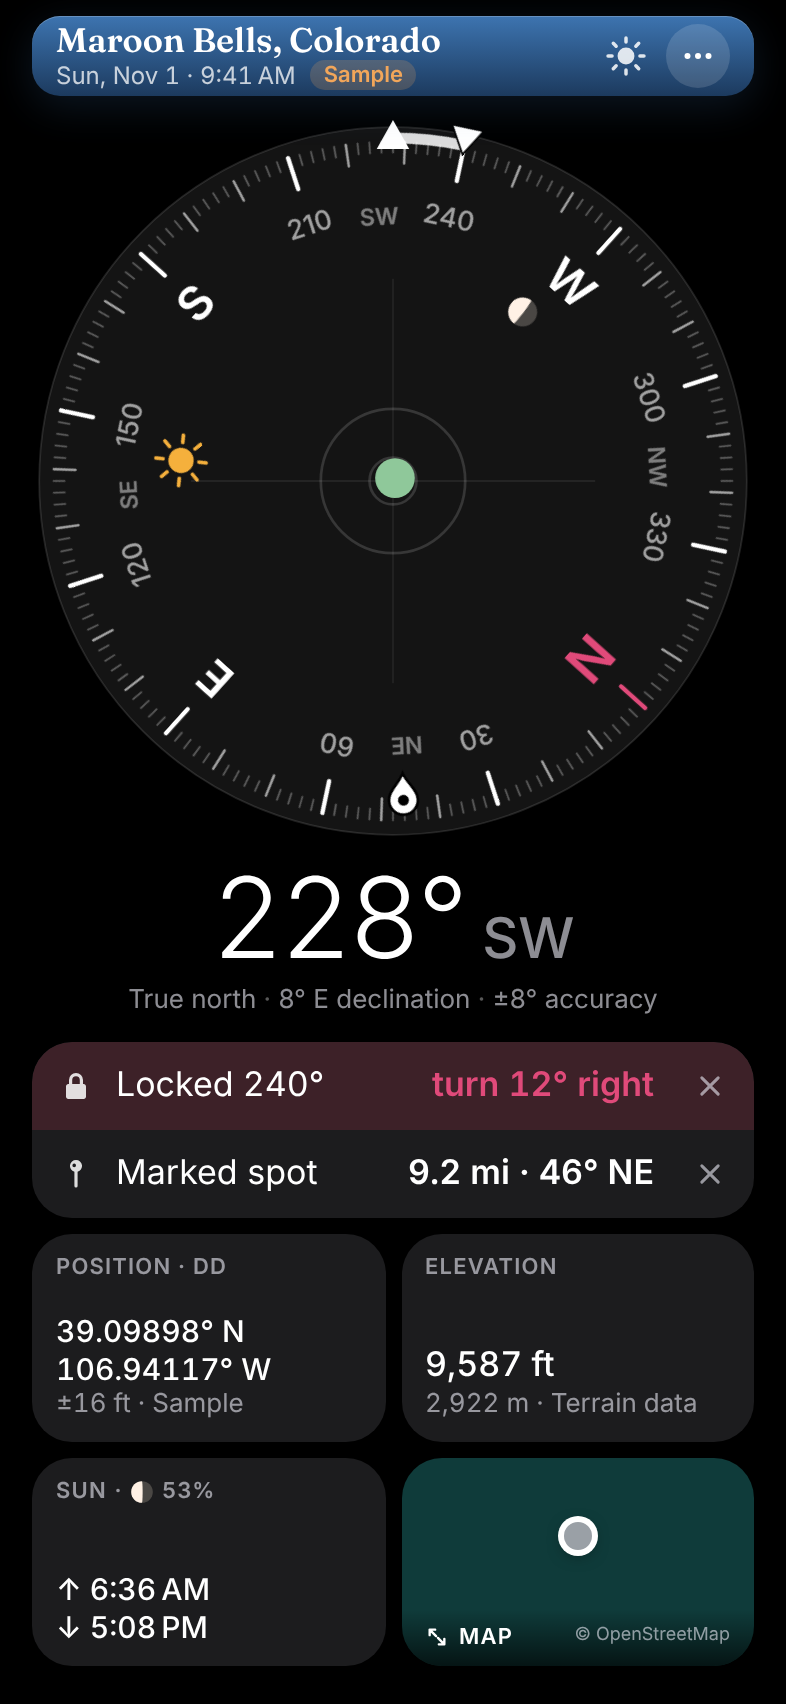 Maroon Bells, Colorado
Sun, Nov 1 · 9:41 AM Sample
210 SW 240
S W
150 300
SE NW
120 330
E N
60 NE 30
228° SW
True north · 8° E declination · ±8° accuracy
Locked 240° turn 12° right
Marked spot 9.2 mi · 46° NE
POSITION · DD
39.09898° N
106.94117° W
±16 ft · Sample
ELEVATION
9,587 ft
2,922 m · Terrain data
SUN · 53%
↑ 6:36 AM
↓ 5:08 PM
MAP © OpenStreetMap